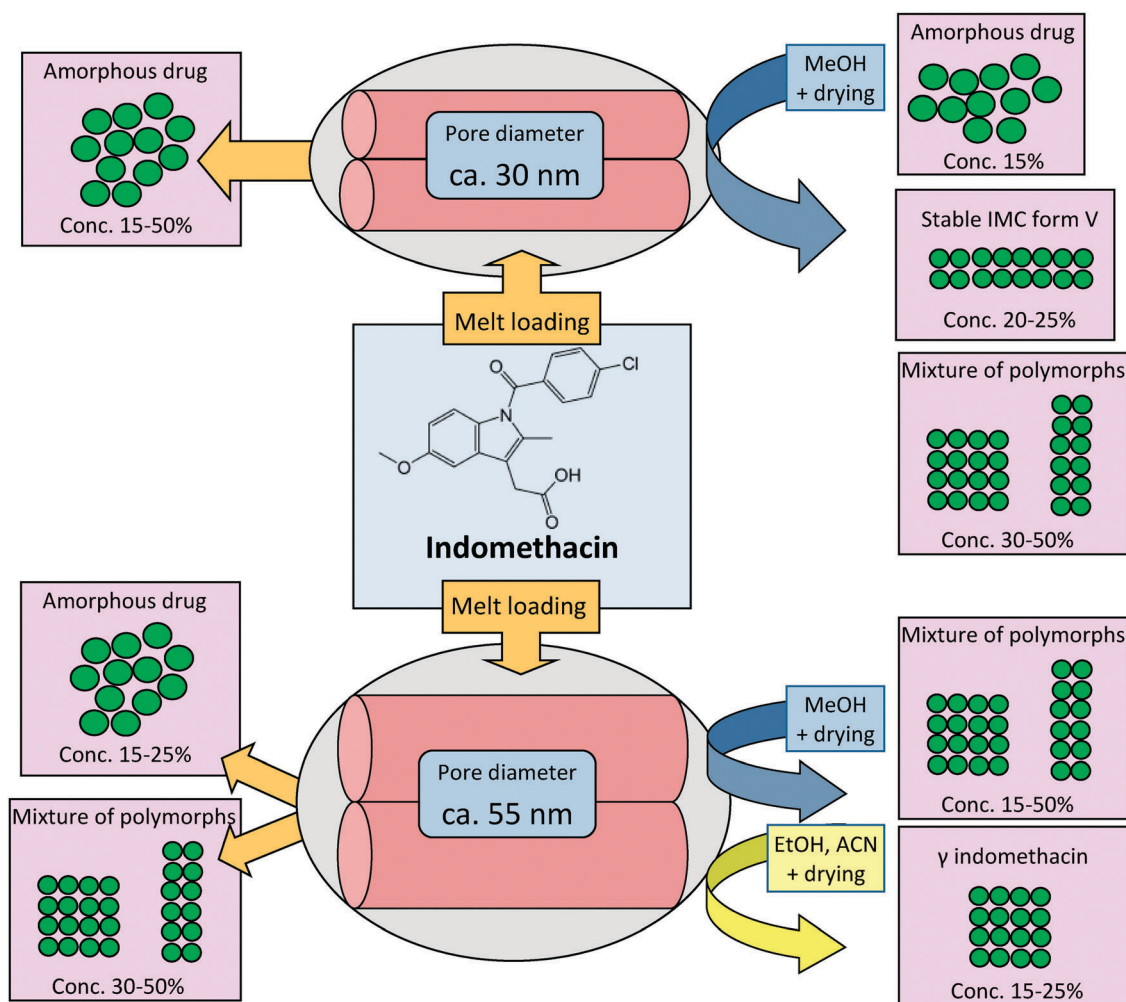 Amorphous drug
Conc. 15-50%
Pore diameter
ca. 30 nm
MeOH
+ drying
Amorphous drug
Conc. 15%
Stable IMC form V
Conc. 20-25%
Melt loading
Mixture of polymorphs
Conc. 30-50%
O
Cl
N
O
OH
O
Indomethacin
Melt loading
Amorphous drug
Conc. 15-25%
Mixture of polymorphs
Conc. 30-50%
Pore diameter
ca. 55 nm
MeOH
+ drying
Mixture of polymorphs
Conc. 15-50%
EtOH, ACN
+ drying
γ indomethacin
Conc. 15-25%